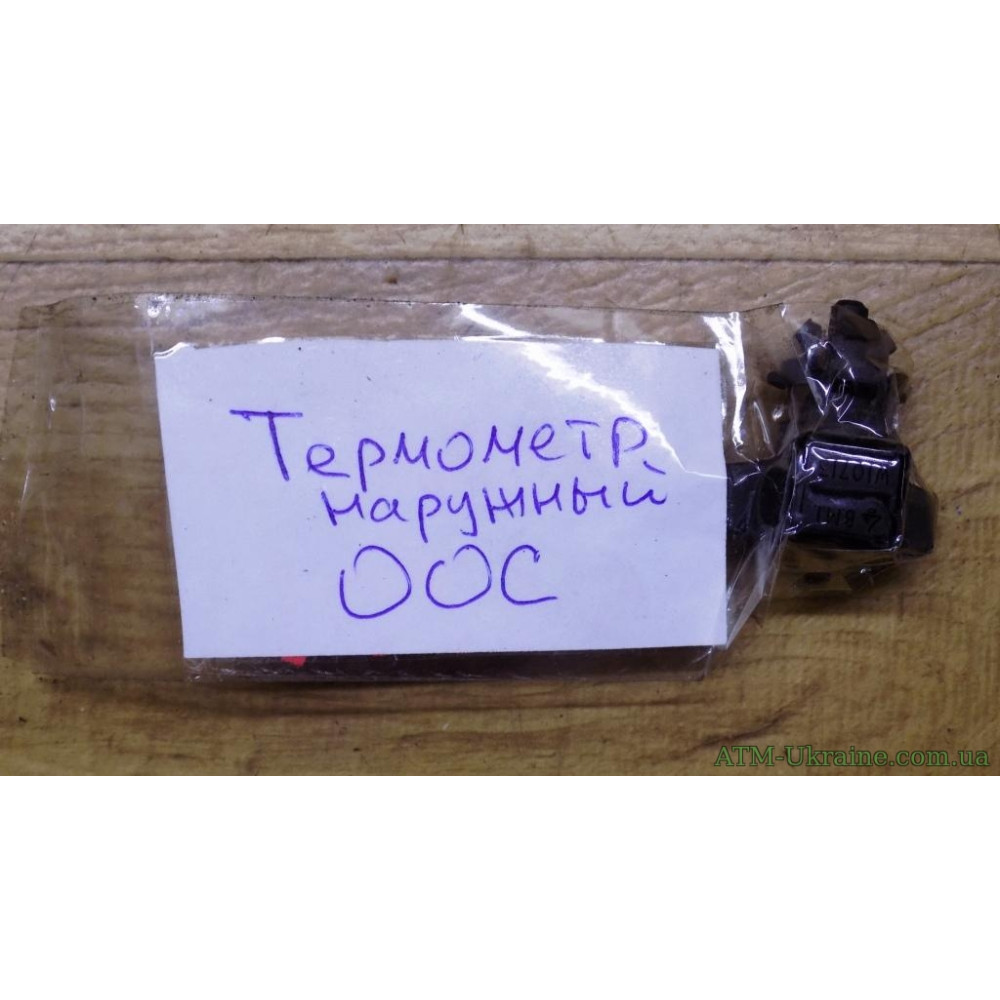 Термометр
наружный
ООС
ATM-Ukraine.com.ua